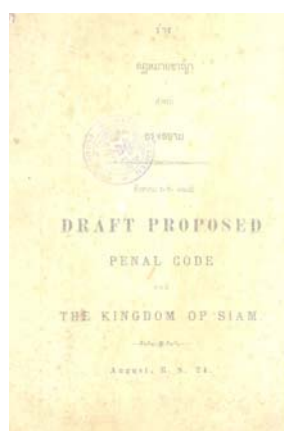 ร่าง
กฎหมายอาญา
สำหรับ
กรุงสยาม
DRAFT PROPOSED
PENAL CODE
FOR
THE KINGDOM OF SIAM.
August, R. S.